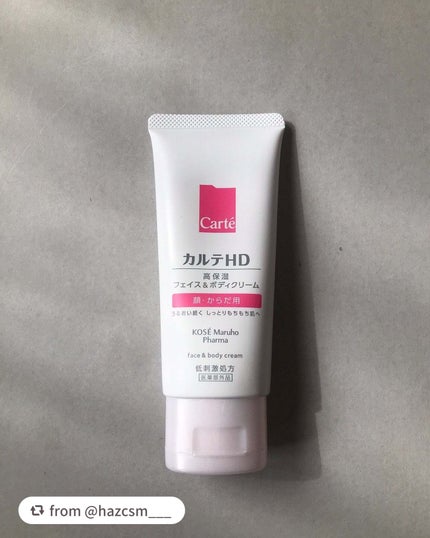 Carté
カルテHD
高保湿
フェイス&ボディクリーム
顔・からだ用
うるおい続く しっとりもちもち肌へ
KOSÉ Maruho
Pharma
face & body cream
低刺激処方
医薬部外品
from @hazcsm___